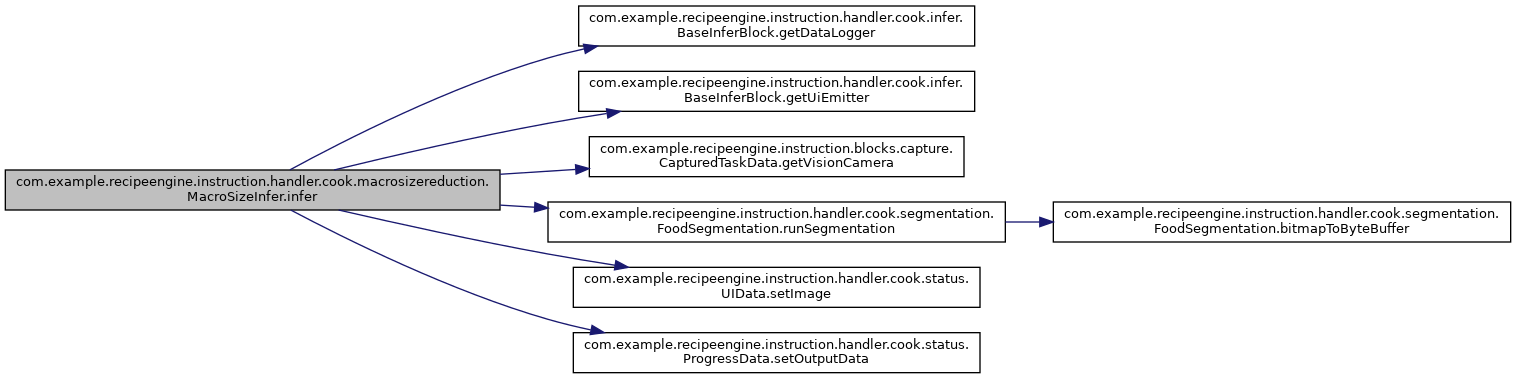 com.example.recipeengine.instruction.handler.cook.infer.
BaseInferBlock.getDataLogger
com.example.recipeengine.instruction.handler.cook.infer.
BaseInferBlock.getUiEmitter
com.example.recipeengine.instruction.blocks.capture.
CapturedTaskData.getVisionCamera
com.example.recipeengine.instruction.handler.cook.macrosizereduction.
MacroSizeInfer.infer
com.example.recipeengine.instruction.handler.cook.segmentation.
FoodSegmentation.runSegmentation
com.example.recipeengine.instruction.handler.cook.segmentation.
FoodSegmentation.bitmapToByteBuffer
com.example.recipeengine.instruction.handler.cook.status.
UIData.setImage
com.example.recipeengine.instruction.handler.cook.status.
ProgressData.setOutputData